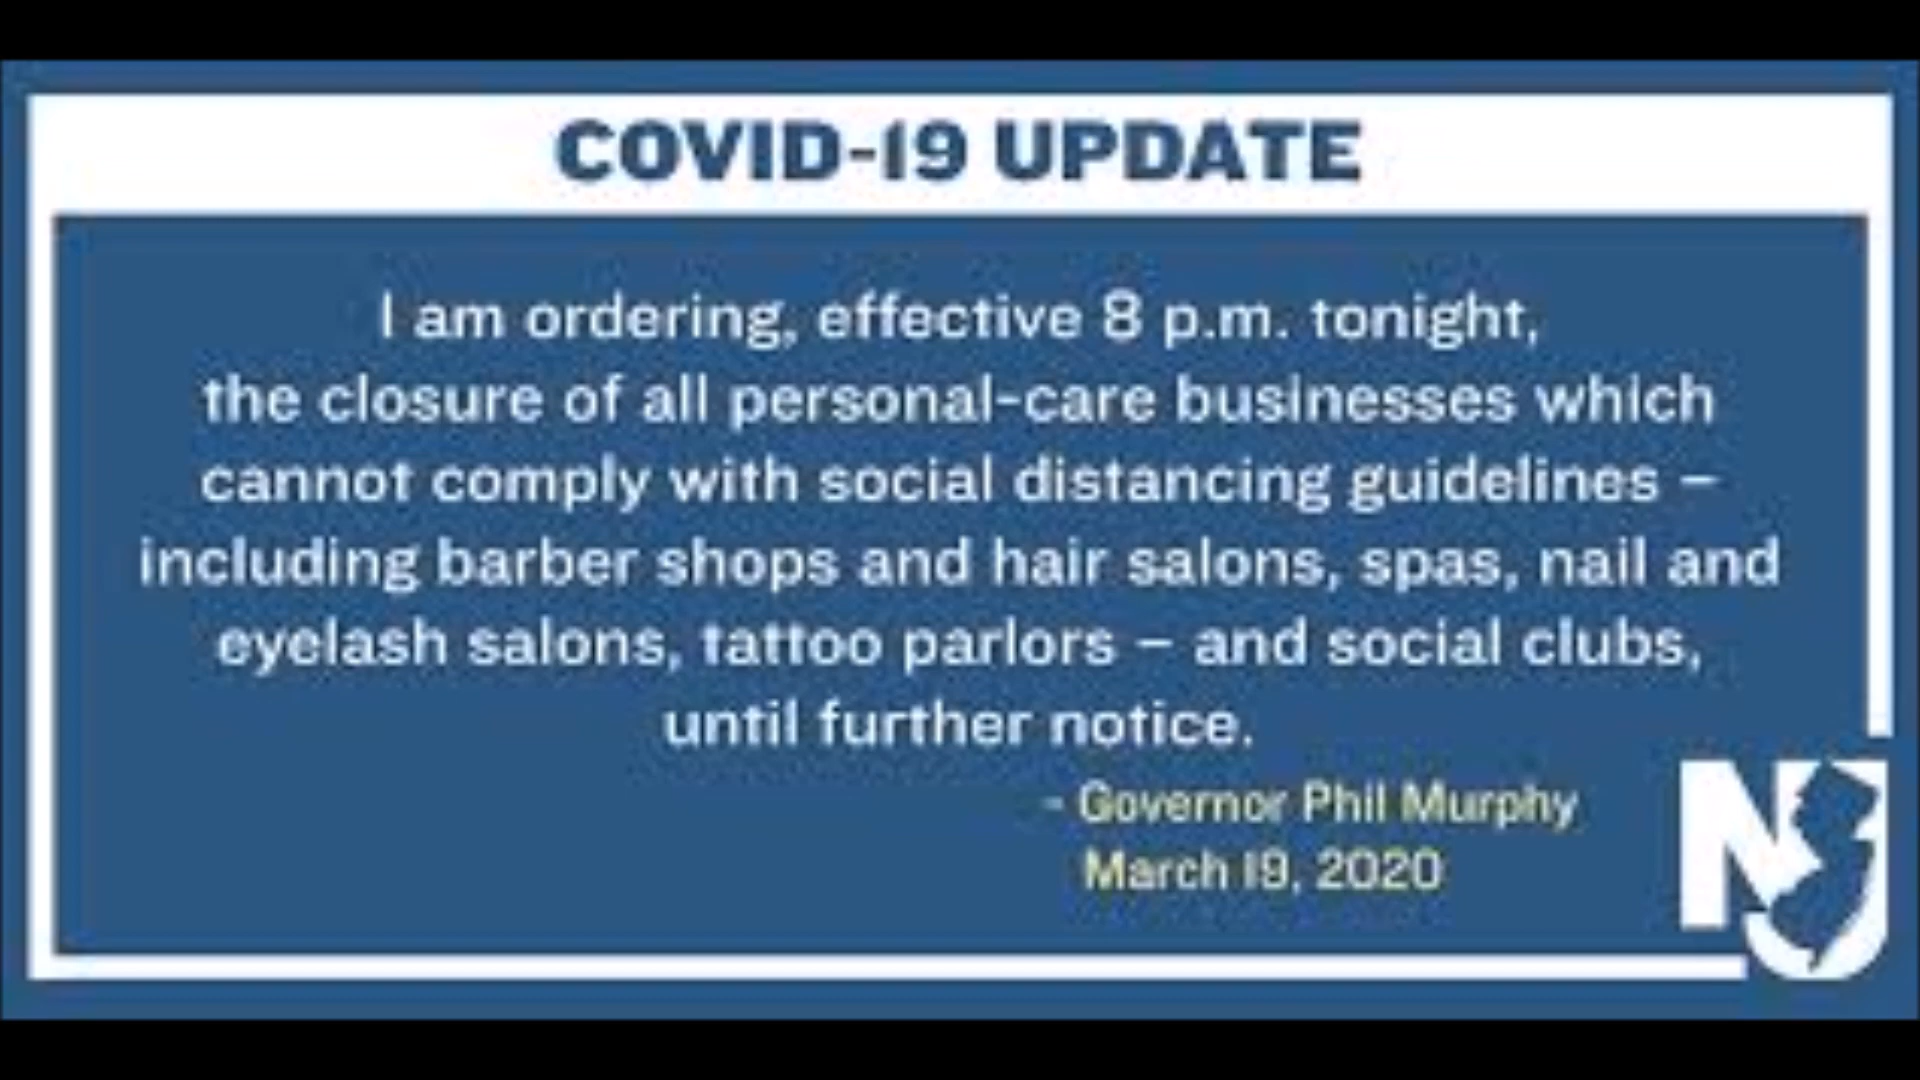 COVID-19 UPDATE
I am ordering, effective 8 p.m. tonight,
the closure of all personal-care businesses which
cannot comply with social distancing guidelines –
including barber shops and hair salons, spas, nail and
eyelash salons, tattoo parlors – and social clubs,
until further notice.
- Governor Phil Murphy
March 19, 2020
NJ